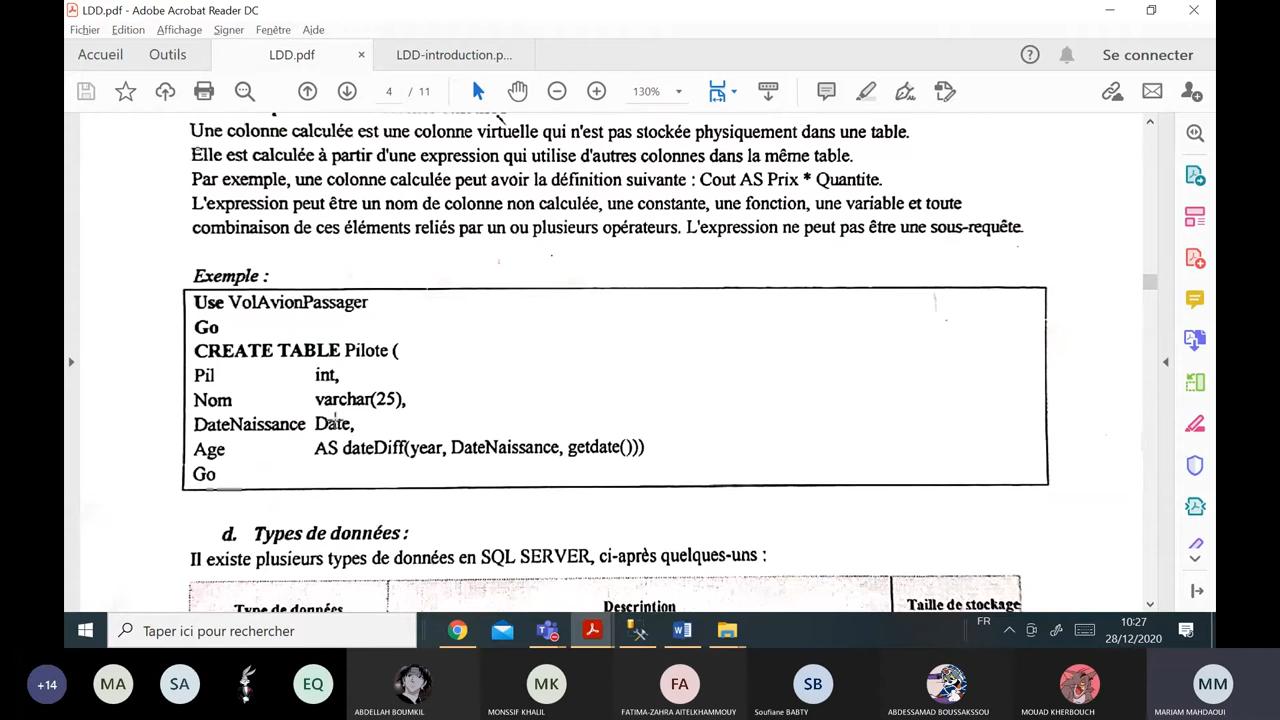 LDD.pdf - Adobe Acrobat Reader DC
Fichier Edition Affichage Signer Fenêtre Aide
Accueil Outils LDD.pdf × LDD-introduction.p... Se connecter
4 / 11 130%
Une colonne calculée est une colonne virtuelle qui n'est pas stockée physiquement dans une table.
Elle est calculée à partir d'une expression qui utilise d'autres colonnes dans la même table.
Par exemple, une colonne calculée peut avoir la définition suivante : Cout AS Prix * Quantite.
L'expression peut être un nom de colonne non calculée, une constante, une fonction, une variable et toute
combinaison de ces éléments reliés par un ou plusieurs opérateurs. L'expression ne peut pas être une sous-requête.
Exemple :
Use VolAvionPassager
Go
CREATE TABLE Pilote (
Pil int,
Nom varchar(25),
DateNaissance Date,
Age AS dateDiff(year, DateNaissance, getdate()))
Go
d. Types de données :
Il existe plusieurs types de données en SQL SERVER, ci-après quelques-uns :
Type de données Description Taille de stockage
Taper ici pour rechercher FR 10:27
28/12/2020
+14 MA SA EQ MK FA SB MM
ABDELLAH BOUMKIL MONSSIF KHALIL FATIMA-ZAHRA AITELKHAMMOUY Soufiane BABTY ABDESSAMAD BOUSSAKSSOU MOUAD KHERBOUCH MARIAM MAHDAOUI